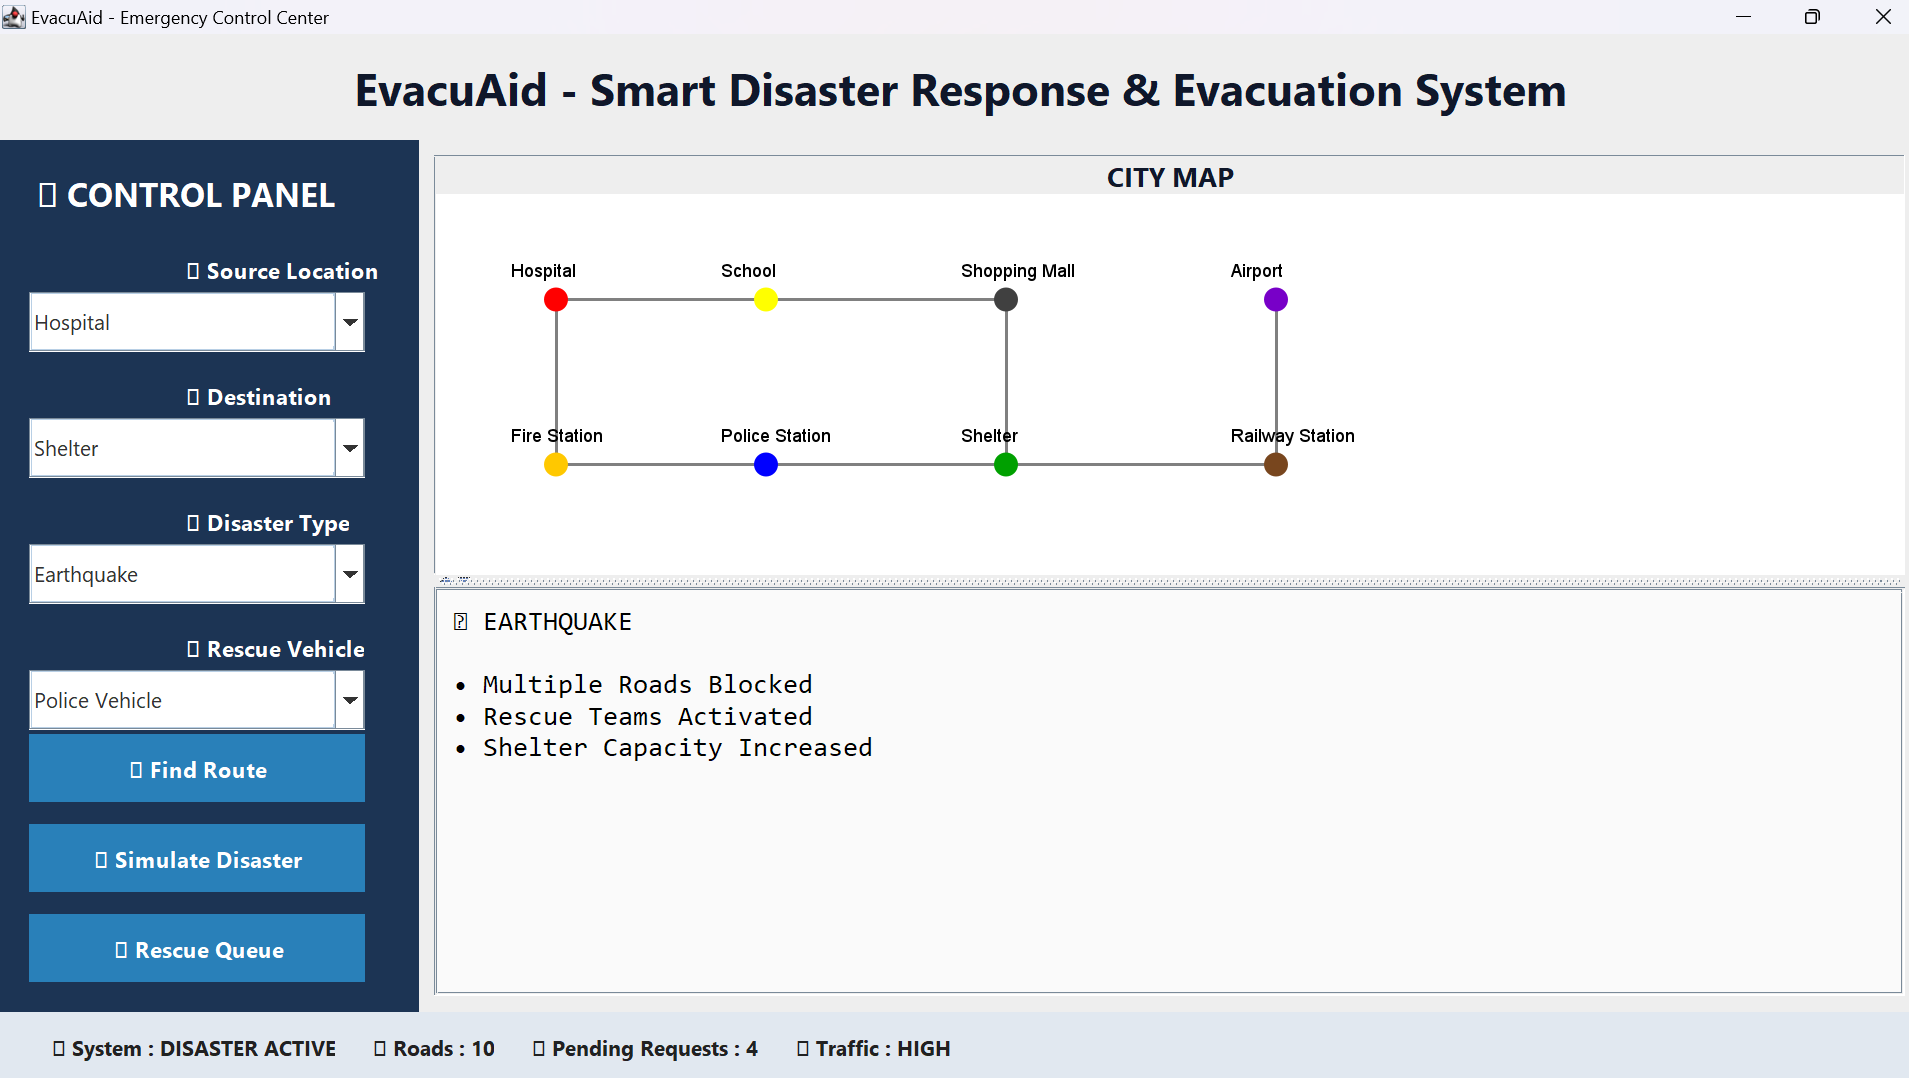 EvacuAid - Emergency Control Center
EvacuAid - Smart Disaster Response & Evacuation System
CONTROL PANEL
Source Location
Hospital
Destination
Shelter
Disaster Type
Earthquake
Rescue Vehicle
Police Vehicle
Find Route
Simulate Disaster
Rescue Queue
CITY MAP
Hospital School Shopping Mall Airport
Fire Station Police Station Shelter Railway Station
EARTHQUAKE
• Multiple Roads Blocked
• Rescue Teams Activated
• Shelter Capacity Increased
System : DISASTER ACTIVE Roads : 10 Pending Requests : 4 Traffic : HIGH